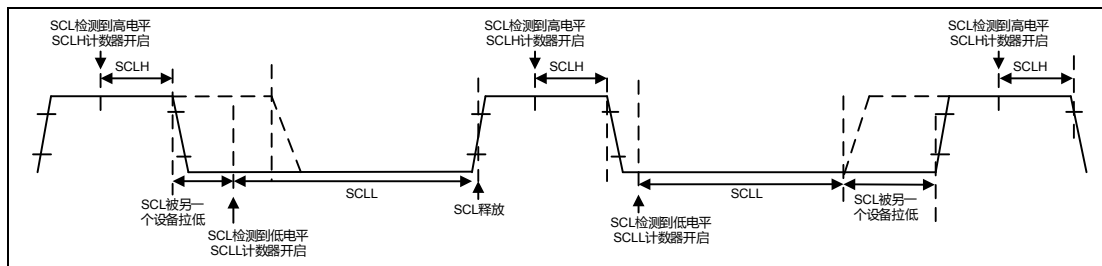 SCL检测到高电平
SCLH计数器开启
SCL检测到高电平
SCLH计数器开启
SCL检测到高电平
SCLH计数器开启
SCLH
SCLH
SCLH
SCLL
SCLL
SCL被另一
个设备拉低
SCL释放
SCL被另一
个设备拉低
SCL检测到低电平
SCLL计数器开启
SCL检测到低电平
SCLL计数器开启